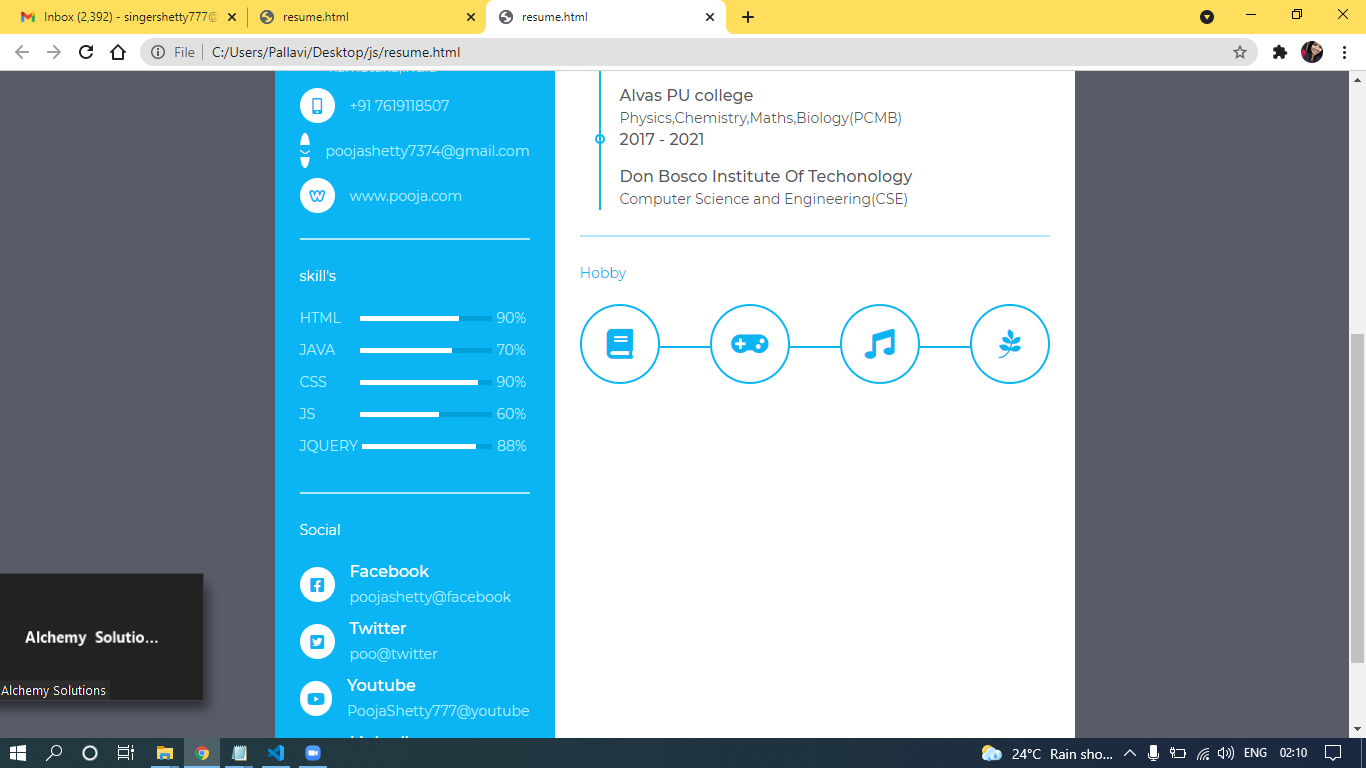 Inbox (2,392) - singershetty777@
resume.html
resume.html
File
C:/Users/Pallavi/Desktop/js/resume.html
+91 7619118507
poojashetty7374@gmail.com
www.pooja.com
skill's
HTML 90%
JAVA 70%
CSS 90%
JS 60%
JQUERY 88%
Social
Facebook
poojashetty@facebook
Twitter
poo@twitter
Youtube
PoojaShetty777@youtube
Alvas PU college
Physics,Chemistry,Maths,Biology(PCMB)
2017 - 2021
Don Bosco Institute Of Techonology
Computer Science and Engineering(CSE)
Hobby
Alchemy Solutio...
Alchemy Solutions
24°C Rain sho...
ENG
02:10